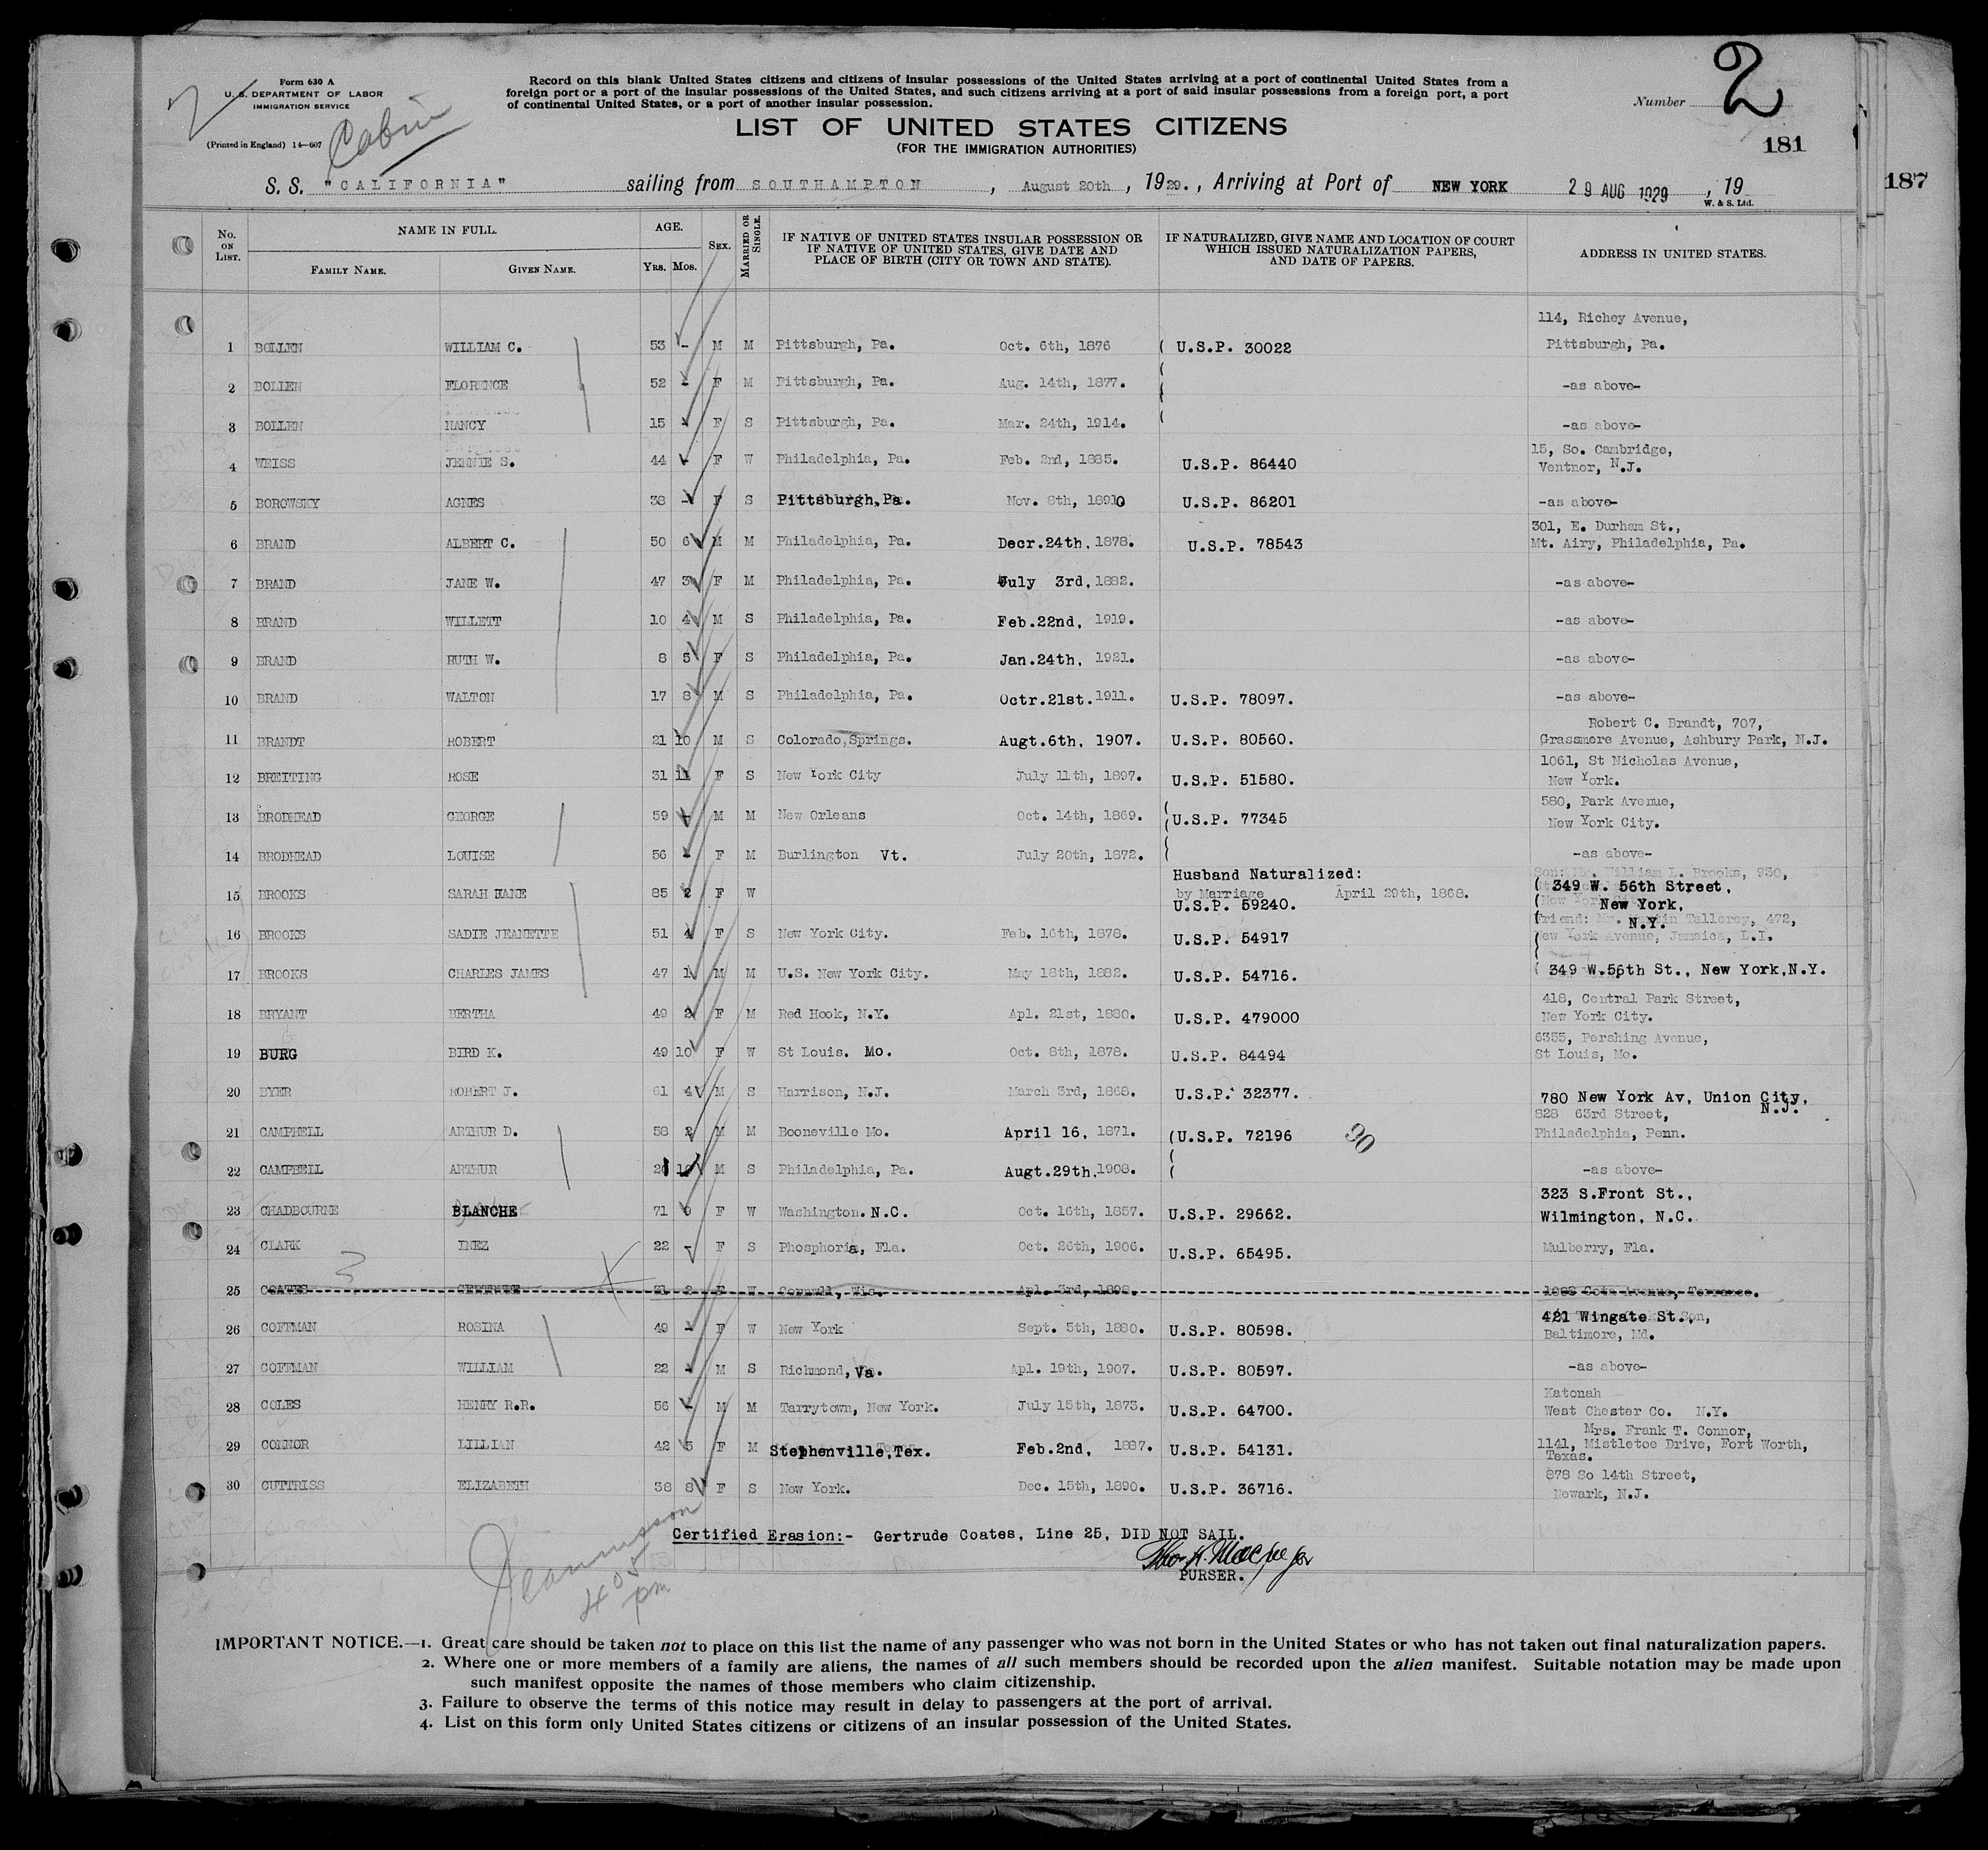 Form 630 A
U. S. DEPARTMENT OF LABOR
IMMIGRATION SERVICE
(Printed in England) 14—607
Cabin
Record on this blank United States citizens and citizens of insular possessions of the United States arriving at a port of continental United States from a
foreign port or a port of the insular possessions of the United States, and such citizens arriving at a port of said insular possessions from a foreign port, a port
of continental United States, or a port of another insular possession.
LIST OF UNITED STATES CITIZENS
(FOR THE IMMIGRATION AUTHORITIES)
Number 2
181
187
S. S. "CALIFORNIA" sailing from SOUTHAMPTON, August 20th, 1929., Arriving at Port of NEW YORK 29 AUG 1929, 19
W. & S. Ltd.
No. ON LIST. NAME IN FULL. FAMILY NAME. GIVEN NAME. AGE. YRS. MOS. SEX. MARRIED OR SINGLE. IF NATIVE OF UNITED STATES INSULAR POSSESSION OR IF NATIVE OF UNITED STATES, GIVE DATE AND PLACE OF BIRTH (CITY OR TOWN AND STATE). IF NATURALIZED, GIVE NAME AND LOCATION OF COURT WHICH ISSUED NATURALIZATION PAPERS, AND DATE OF PAPERS. ADDRESS IN UNITED STATES.
1 BOLLEN WILLIAM C. 53 - M M Pittsburgh, Pa. Oct. 6th, 1876 ( U.S.P. 30022 114, Richey Avenue, Pittsburgh, Pa.
2 BOLLEN FLORENCE 52 - F M Pittsburgh, Pa. Aug. 14th, 1877. -as above-
3 BOLLEN NANCY 15 F S Pittsburgh, Pa. Mar. 24th, 1914. -as above-
4 WEISS JENNIE S. 44 - F W Philadelphia, Pa. Feb. 2nd, 1885. U.S.P. 86440 15, So. Cambridge, Ventnor, N.J.
5 BOROWSKY AGNES 38 - F S Pittsburgh, Pa. Nov. 8th, 1890 U.S.P. 86201 -as above-
6 BRAND ALBERT C. 50 6 M M Philadelphia, Pa. Decr.24th, 1878. U.S.P. 78543 301, E. Durham St., Mt. Airy, Philadelphia, Pa.
7 BRAND JANE W. 47 3 F M Philadelphia, Pa. July 3rd, 1882. -as above-
8 BRAND WILLETT 10 4 M S Philadelphia, Pa. Feb.22nd, 1919. -as above-
9 BRAND RUTH W. 8 5 F S Philadelphia, Pa. Jan.24th, 1921. -as above-
10 BRAND WALTON 17 8 M S Philadelphia, Pa. Octr.21st. 1911. U.S.P. 78097. -as above-
11 BRANDT ROBERT 21 10 M S Colorado, Springs. Augt.6th, 1907. U.S.P. 80560. Robert C. Brandt, 707, Grassmere Avenue, Ashbury Park, N.J.
12 BREITING ROSE 31 11 F S New York City July 11th, 1897. U.S.P. 51580. 1061, St Nicholas Avenue, New York.
13 BRODHEAD GEORGE 59 - M M New Orleans Oct. 14th, 1869. U.S.P. 77345 580, Park Avenue, New York City.
14 BRODHEAD LOUISE 56 - F M Burlington Vt. July 20th, 1872. -as above-
15 BROOKS SARAH JANE 85 2 F W Husband Naturalized: by Marriage April 29th, 1868. U.S.P. 59240. 349 W. 56th Street, New York, N.Y.
16 BROOKS SADIE JEANETTE 51 4 F S New York City. Feb. 16th, 1878. U.S.P. 54917 New York Avenue, Jamaica, L.I.
17 BROOKS CHARLES JAMES 47 1 M M U.S. New York City. May 18th, 1882. U.S.P. 54716. 349 W.56th St., New York,N.Y.
18 BRYANT BERTHA 49 2 F M Red Hook, N.Y. Apl. 21st, 1880. U.S.P. 479000 418, Central Park Street, New York City.
19 BURG BIRD K. 49 10 F W St Louis. Mo. Oct. 8th, 1878. U.S.P. 84494 6355, Pershing Avenue, St Louis, Mo.
20 BYER ROBERT J. 61 4 M S Harrison, N.J. March 3rd, 1868. U.S.P. 32377. 780 New York Av, Union City, N.J.
21 CAMPBELL ARTHUR D. 58 2 M M Booneville Mo. April 16, 1871. (U.S.P. 72196 90 828 63rd Street, Philadelphia, Penn.
22 CAMPBELL ARTHUR M S Philadelphia, Pa. Augt.29th, 1908. -as above-
23 CHADBOURNE BLANCHE 71 F W Washington. N.C. Oct. 16th, 1857. U.S.P. 29662. 323 S.Front St., Wilmington, N.C.
24 CLARK INEZ 22 - F S Phosphoria, Fla. Oct. 26th, 1906. U.S.P. 65495. Mulberry, Fla.
25 COATES GERTRUDE 31 2 F W Cornell, Wis. Apl. 3rd, 1898. Avenue, Torrance.
26 COFFMAN ROSINA 49 - F W New York Sept. 5th, 1880. U.S.P. 80598. 421 Wingate St., Baltimore, Md.
27 COFFMAN WILLIAM 22 - M S Richmond, Va. Apl. 19th, 1907. U.S.P. 80597. -as above-
28 COLES HENRY R.R. 56 - M M Tarrytown, New York. July 15th, 1873. U.S.P. 64700. Katonah West Chester Co. N.Y.
29 CONNOR LILLIAN 42 5 F M Stephenville, Tex. Feb.2nd, 1887. U.S.P. 54131. Mrs. Frank T. Connor, 1141, Mistletoe Drive, Fort Worth, Texas.
30 CUTTRISS ELIZABETH 38 8 F S New York. Dec. 15th, 1890. U.S.P. 36716. 878 So 14th Street, Newark, N.J.
Certified Erasion:- Gertrude Coates, Line 25, DID NOT SAIL.
PURSER.
4 05 pm
IMPORTANT NOTICE.—1. Great care should be taken not to place on this list the name of any passenger who was not born in the United States or who has not taken out final naturalization papers.
2. Where one or more members of a family are aliens, the names of all such members should be recorded upon the alien manifest. Suitable notation may be made upon
such manifest opposite the names of those members who claim citizenship.
3. Failure to observe the terms of this notice may result in delay to passengers at the port of arrival.
4. List on this form only United States citizens or citizens of an insular possession of the United States.